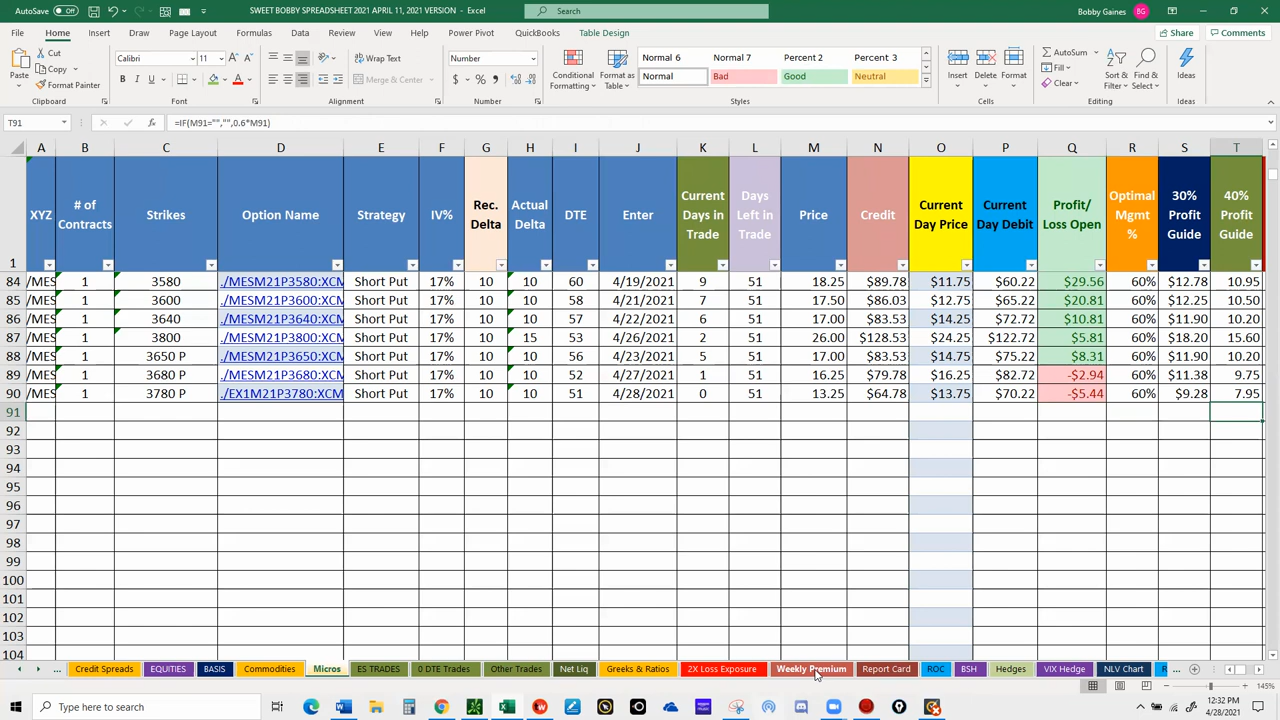 AutoSave Off SWEET BOBBY SPREADSHEET 2021 APRIL 11, 2021 VERSION - Excel Search Bobby Gaines BG
File Home Insert Draw Page Layout Formulas Data Review View Help Power Pivot QuickBooks Table Design Share Comments
Paste Cut Copy Format Painter Calibri 11 Wrap Text Merge & Center Number Conditional Formatting Format as Table Normal 6 Normal 7 Percent 3 Percent 2 Normal Bad Good Neutral Insert Delete Format AutoSum Fill Clear Sort & Filter Find & Select Ideas
Clipboard Font Alignment Number Styles Cells Editing Ideas
T91 fx =IF(M91="","",0.6*M91)
A B C D E F G H I J K L M N O P Q R S T
1 XYZ # of Contracts Strikes Option Name Strategy IV% Rec. Delta Actual Delta DTE Enter Current Days in Trade Days Left in Trade Price Credit Current Day Price Current Day Debit Profit/ Loss Open Optimal Mgmt % 30% Profit Guide 40% Profit Guide
84 /MES 1 3580 ./MESM21P3580:XCM Short Put 17% 10 10 60 4/19/2021 9 51 18.25 $89.78 $11.75 $60.22 $29.56 60% $12.78 10.95
85 /MES 1 3600 ./MESM21P3600:XCM Short Put 17% 10 10 58 4/21/2021 7 51 17.50 $86.03 $12.75 $65.22 $20.81 60% $12.25 10.50
86 /MES 1 3640 ./MESM21P3640:XCM Short Put 17% 10 10 57 4/22/2021 6 51 17.00 $83.53 $14.25 $72.72 $10.81 60% $11.90 10.20
87 /MES 1 3800 ./MESM21P3800:XCM Short Put 17% 10 15 53 4/26/2021 2 51 26.00 $128.53 $24.25 $122.72 $5.81 60% $18.20 15.60
88 /MES 1 3650 P ./MESM21P3650:XCM Short Put 17% 10 10 56 4/23/2021 5 51 17.00 $83.53 $14.75 $75.22 $8.31 60% $11.90 10.20
89 /MES 1 3680 P ./MESM21P3680:XCM Short Put 17% 10 10 52 4/27/2021 1 51 16.25 $79.78 $16.25 $82.72 -$2.94 60% $11.38 9.75
90 /MES 1 3780 P ./EX1M21P3780:XCM Short Put 17% 10 10 51 4/28/2021 0 51 13.25 $64.78 $13.75 $70.22 -$5.44 60% $9.28 7.95
91
92
93
94
95
96
97
98
99
100
101
102
103
104
... Credit Spreads EQUITIES BASIS Commodities Micros ES TRADES 0 DTE Trades Other Trades Net Liq Greeks & Ratios 2X Loss Exposure Weekly Premium Report Card ROC BSH Hedges VIX Hedge NLV Chart R ...
145%
Type here to search 12:32 PM
4/28/2021